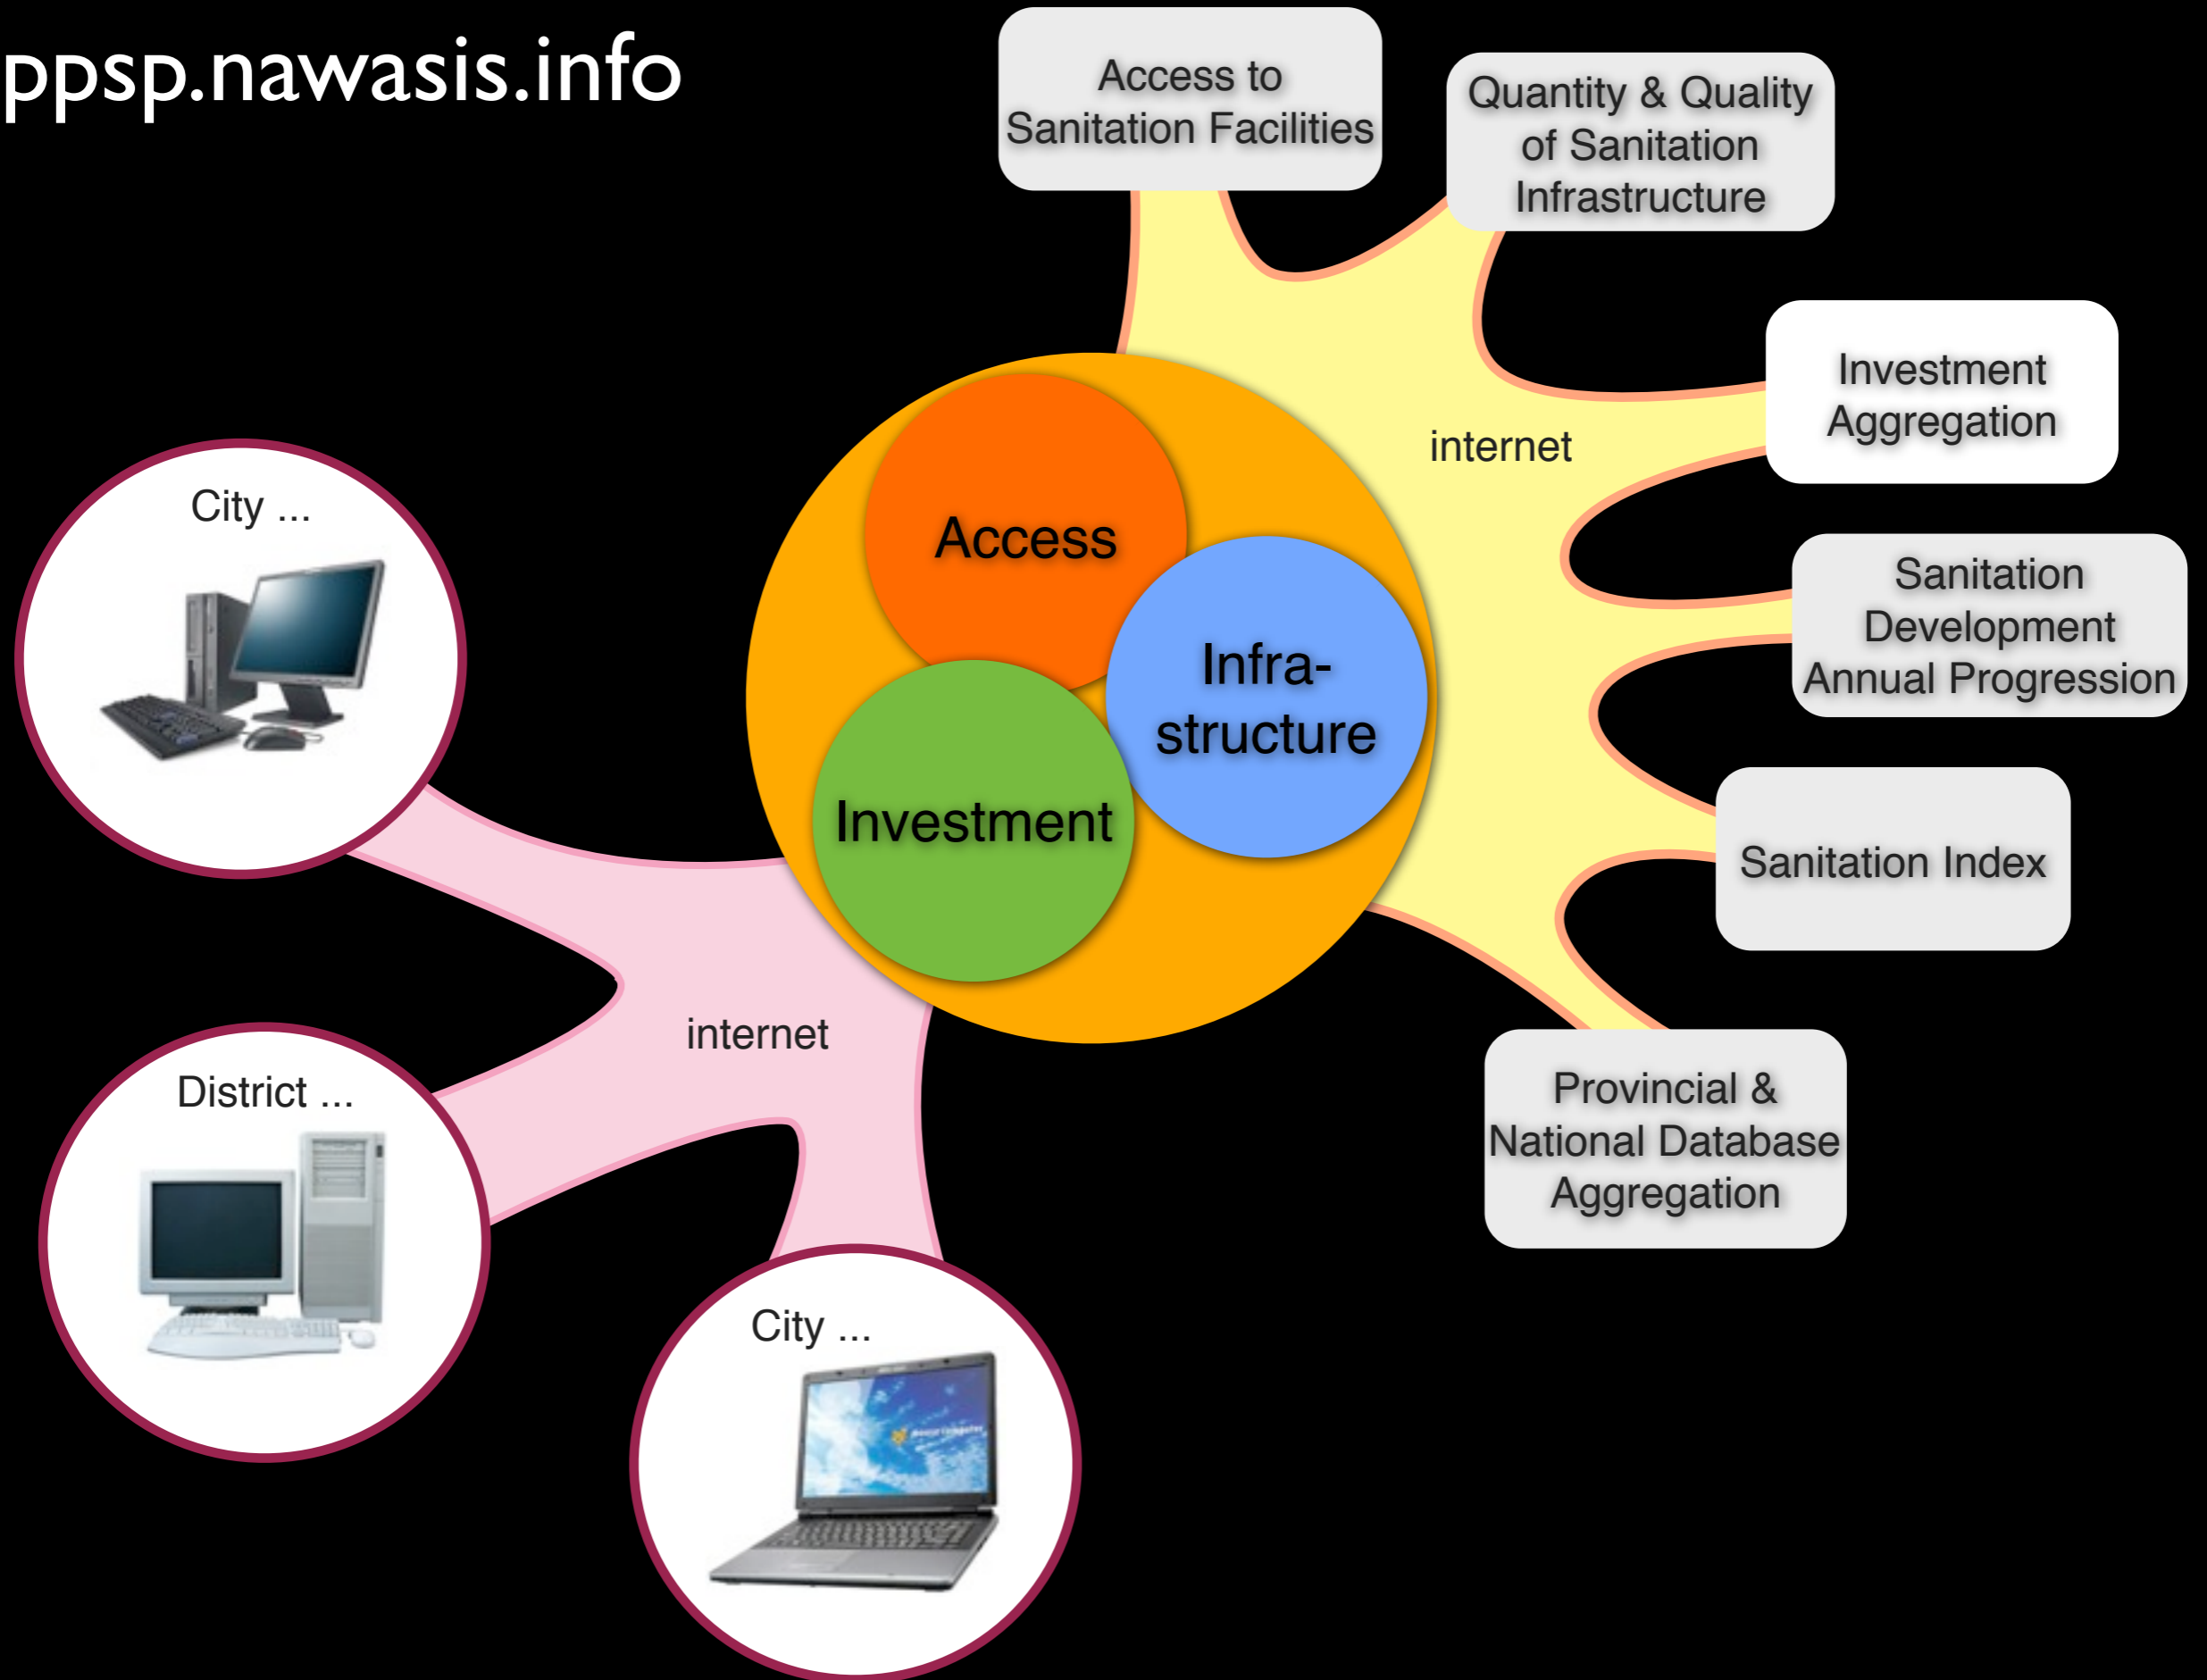 ppsp.nawasis.info
Access to
Sanitation Facilities
Quantity & Quality
of Sanitation
Infrastructure
Investment
Aggregation
internet
Sanitation
Development
Annual Progression
Sanitation Index
Provincial &
National Database
Aggregation
Access
Infra-
structure
Investment
City ...
internet
District ...
City ...